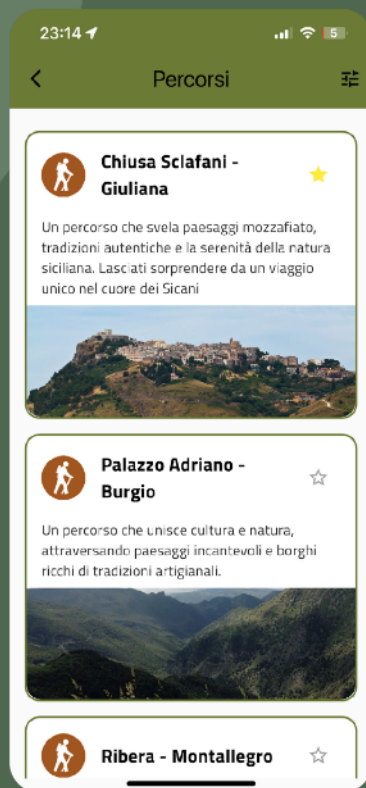 23:14
5
Percorsi
Chiusa Sclafani -
Giuliana
Un percorso che svela paesaggi mozzafiato,
tradizioni autentiche e la serenità della natura
siciliana. Lasciati sorprendere da un viaggio
unico nel cuore dei Sicani
Palazzo Adriano -
Burgio
Un percorso che unisce cultura e natura,
attraversando paesaggi incantevoli e borghi
ricchi di tradizioni artigianali.
Ribera - Montallegro